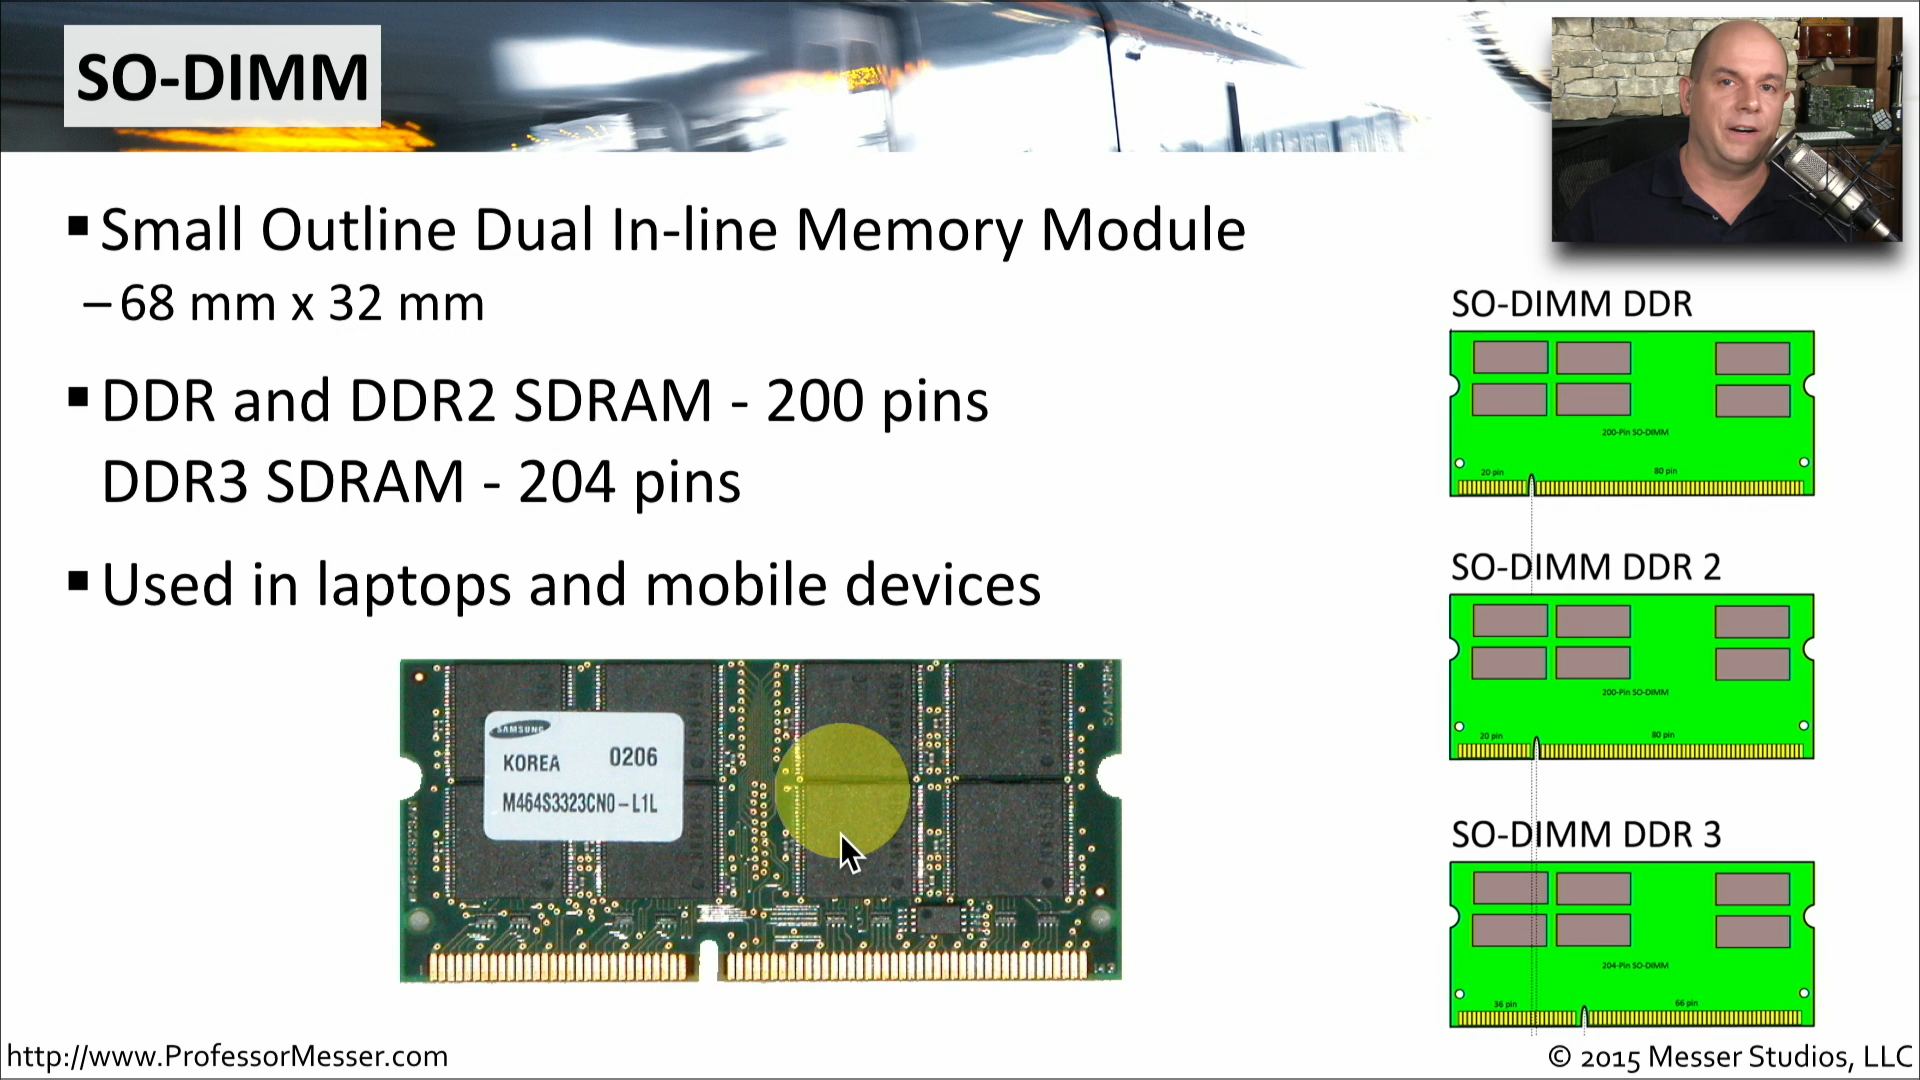 SO-DIMM
Small Outline Dual In-line Memory Module
– 68 mm x 32 mm
DDR and DDR2 SDRAM - 200 pins
DDR3 SDRAM - 204 pins
Used in laptops and mobile devices
SAMSUNG
KOREA 0206
M464S3323CN0-L1L
SO-DIMM DDR
200-Pin SO-DIMM
20 pin 80 pin
SO-DIMM DDR 2
200-Pin SO-DIMM
20 pin 80 pin
SO-DIMM DDR 3
204-Pin SO-DIMM
36 pin 66 pin
http://www.ProfessorMesser.com
© 2015 Messer Studios, LLC